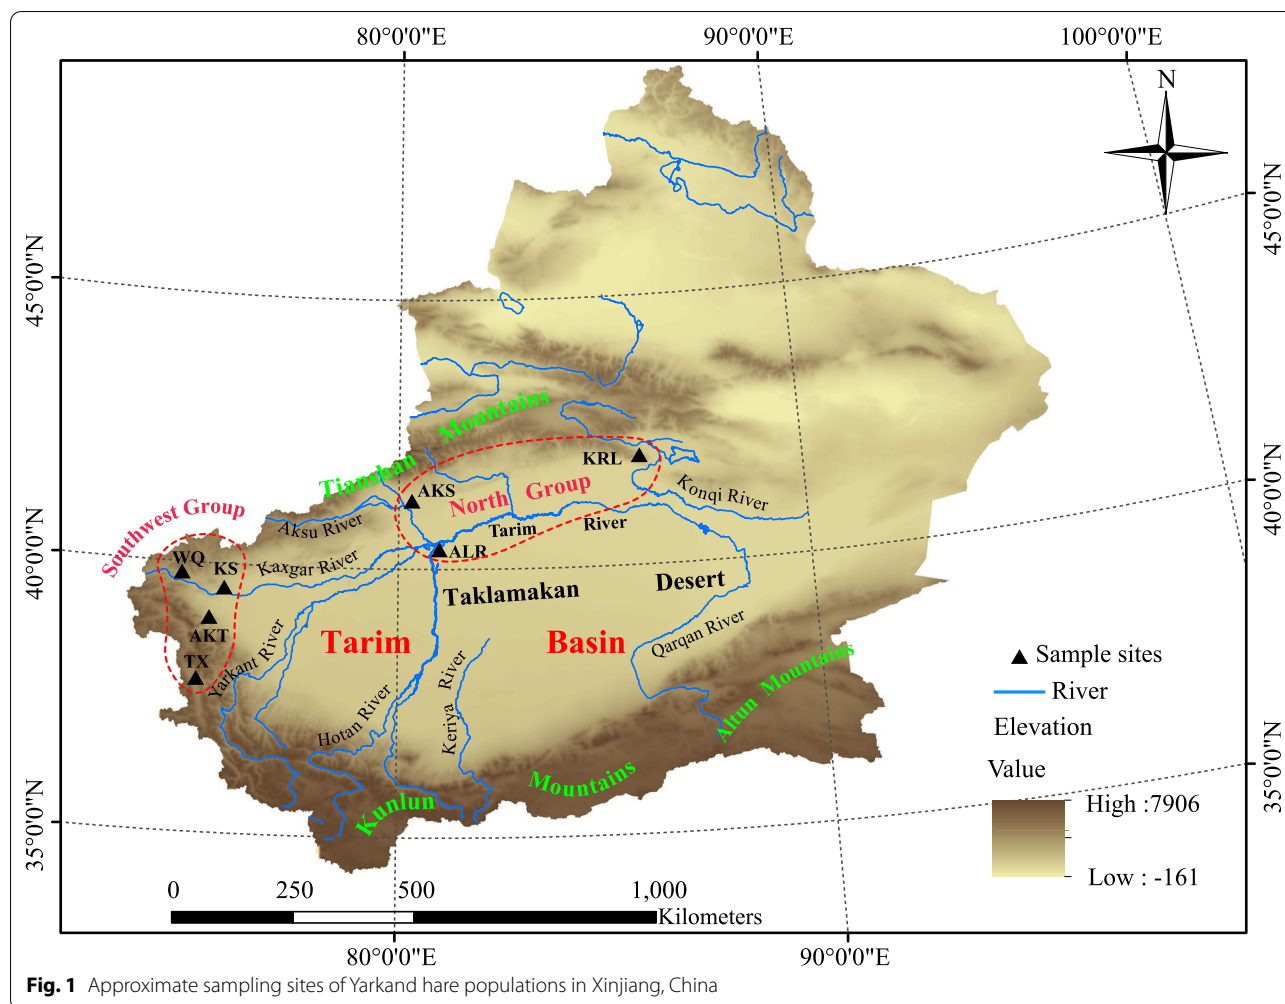 80°0'0"E
90°0'0"E
100°0'0"E
N
45°0'0"N
45°0'0"N
Tianshan Mountains
KRL
AKS
North Group
Konqi River
Southwest Group
Aksu River
Tarim River
40°0'0"N
40°0'0"N
ALR
WQ
KS
Kaxgar River
Taklamakan Desert
AKT
Tarim Basin
Qarqan River
TX
Yarkant River
Hotan River
Keriya River
Altun Mountains
Kunlun Mountains
Sample sites
River
Elevation
Value
High :7906
Low : -161
35°0'0"N
35°0'0"N
0 250 500 1,000
Kilometers
80°0'0"E
90°0'0"E
Fig. 1 Approximate sampling sites of Yarkand hare populations in Xinjiang, China